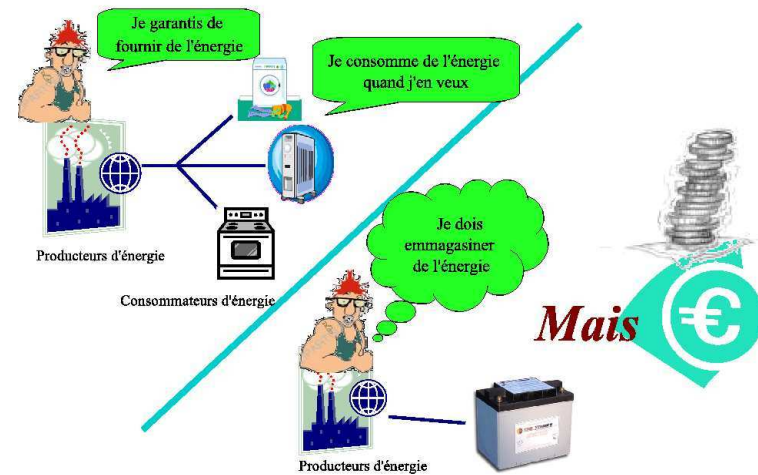 Je garantis de
fournir de l'énergie
Je consomme de l'énergie
quand j'en veux
Producteurs d'énergie
Consommateurs d'énergie
Je dois
emmagasiner
de l'énergie
Mais
€
Producteurs d'énergie